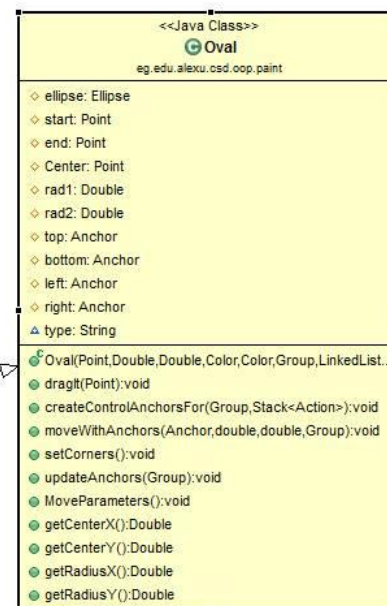 <<Java Class>>
C Oval
eg.edu.alexu.csd.oop.paint
ellipse: Ellipse
start: Point
end: Point
Center: Point
rad1: Double
rad2: Double
top: Anchor
bottom: Anchor
left: Anchor
right: Anchor
type: String
C Oval(Point,Double,Double,Color,Color,Group,LinkedList...
dragIt(Point):void
createControlAnchorsFor(Group,Stack<Action>):void
moveWithAnchors(Anchor,double,double,Group):void
setCorners():void
updateAnchors(Group):void
MoveParameters():void
getCenterX():Double
getCenterY():Double
getRadiusX():Double
getRadiusY():Double